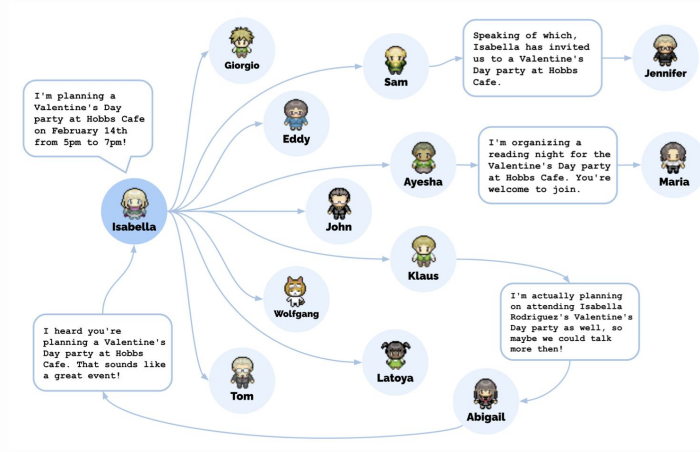 Giorgio
Sam
Speaking of which,
Isabella has invited
us to a Valentine's
Day party at Hobbs
Cafe.
Jennifer
I'm planning a
Valentine's Day
party at Hobbs Cafe
on February 14th
from 5pm to 7pm!
Eddy
Ayesha
I'm organizing a
reading night for the
Valentine's Day party
at Hobbs Cafe. You're
welcome to join.
Maria
Isabella
John
Klaus
Wolfgang
I'm actually planning
on attending Isabella
Rodriguez's Valentine's
Day party as well, so
maybe we could talk
more then!
I heard you're
planning a Valentine's
Day party at Hobbs
Cafe. That sounds like
a great event!
Tom
Latoya
Abigail